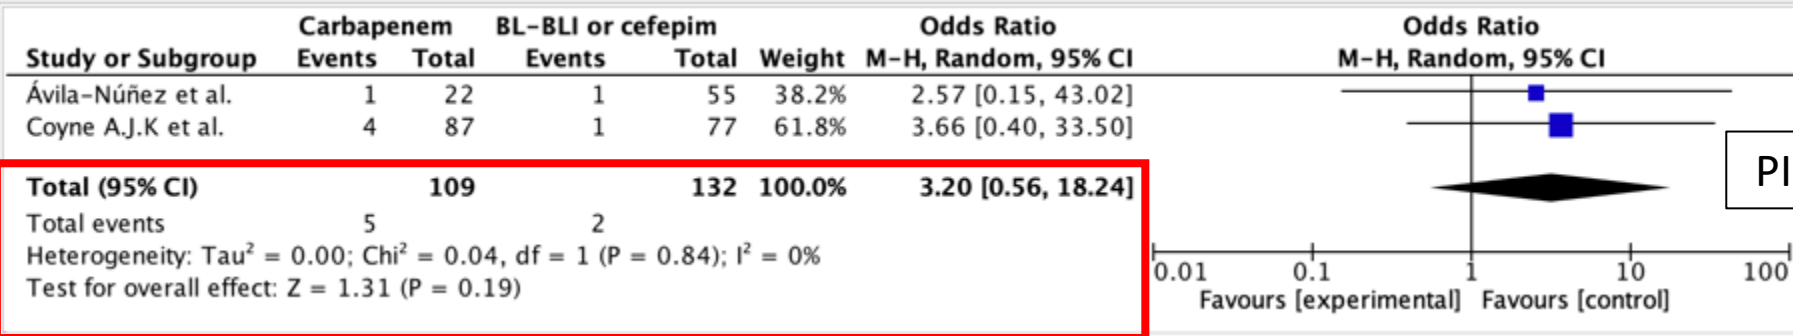 Carbapenem BL-BLI or cefepim Odds Ratio Odds Ratio
Study or Subgroup Events Total Events Total Weight M-H, Random, 95% CI M-H, Random, 95% CI
Ávila-Núñez et al. 1 22 1 55 38.2% 2.57 [0.15, 43.02]
Coyne A.J.K et al. 4 87 1 77 61.8% 3.66 [0.40, 33.50]
Total (95% CI) 109 132 100.0% 3.20 [0.56, 18.24]
PI
Total events 5 2
Heterogeneity: Tau² = 0.00; Chi² = 0.04, df = 1 (P = 0.84); I² = 0%
Test for overall effect: Z = 1.31 (P = 0.19)
0.01 0.1 1 10 100
Favours [experimental] Favours [control]